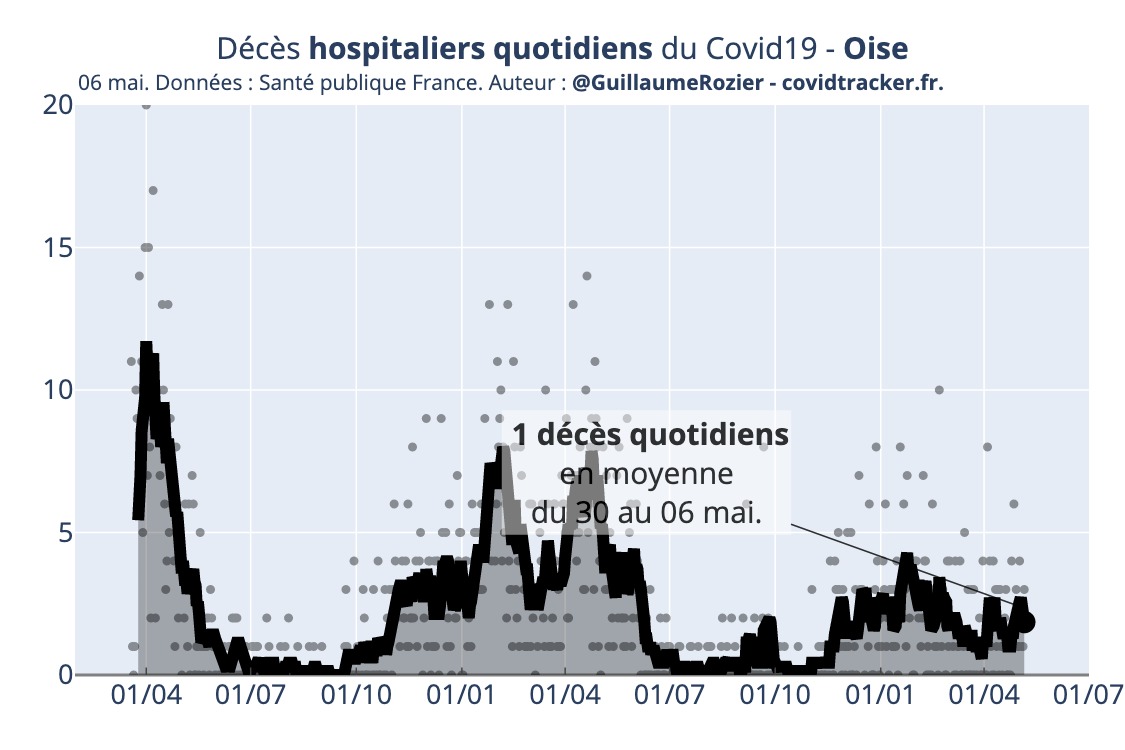 Décès hospitaliers quotidiens du Covid19 - Oise
06 mai. Données : Santé publique France. Auteur : @GuillaumeRozier - covidtracker.fr.
20
15
10
5
0
1 décès quotidiens
en moyenne
du 30 au 06 mai.
01/04 01/07 01/10 01/01 01/04 01/07 01/10 01/01 01/04 01/07